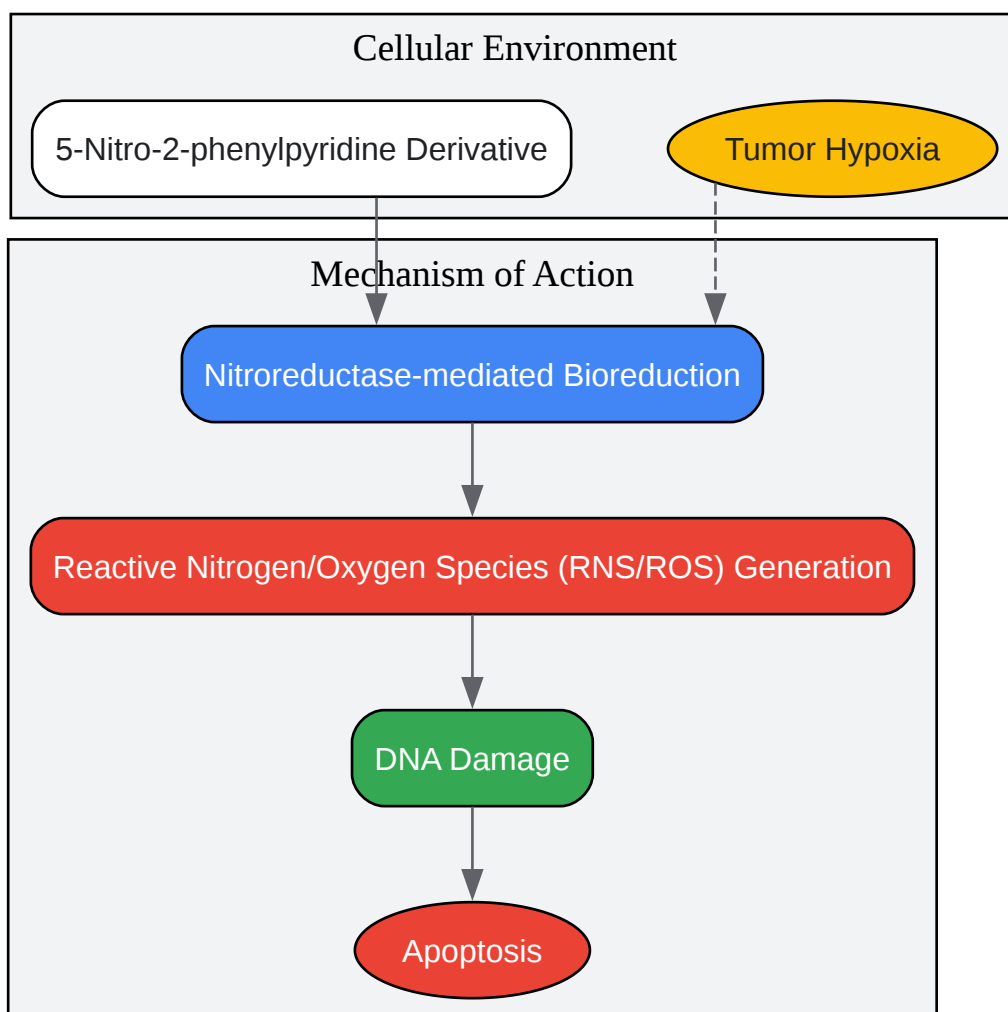 Cellular Environment
5-Nitro-2-phenylpyridine Derivative
Tumor Hypoxia
Mechanism of Action
Nitroreductase-mediated Bioreduction
Reactive Nitrogen/Oxygen Species (RNS/ROS) Generation
DNA Damage
Apoptosis